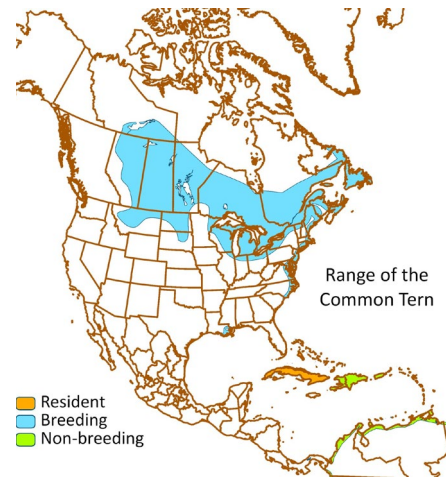 Range of the
Common Tern
Resident
Breeding
Non-breeding